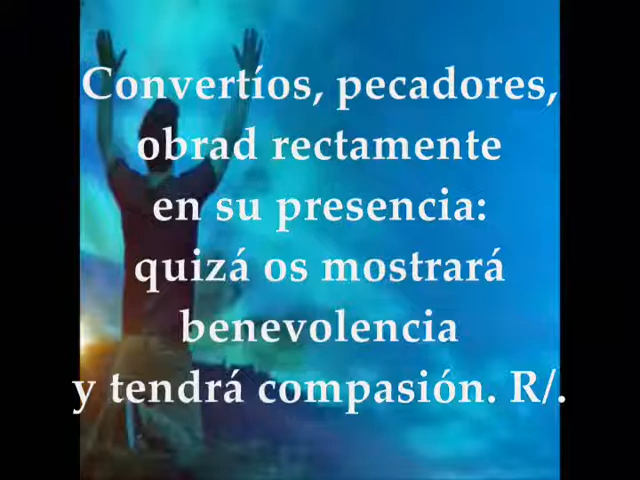 Convertíos, pecadores,
obrad rectamente
en su presencia:
quizá os mostrará
benevolencia
y tendrá compasión. R/.